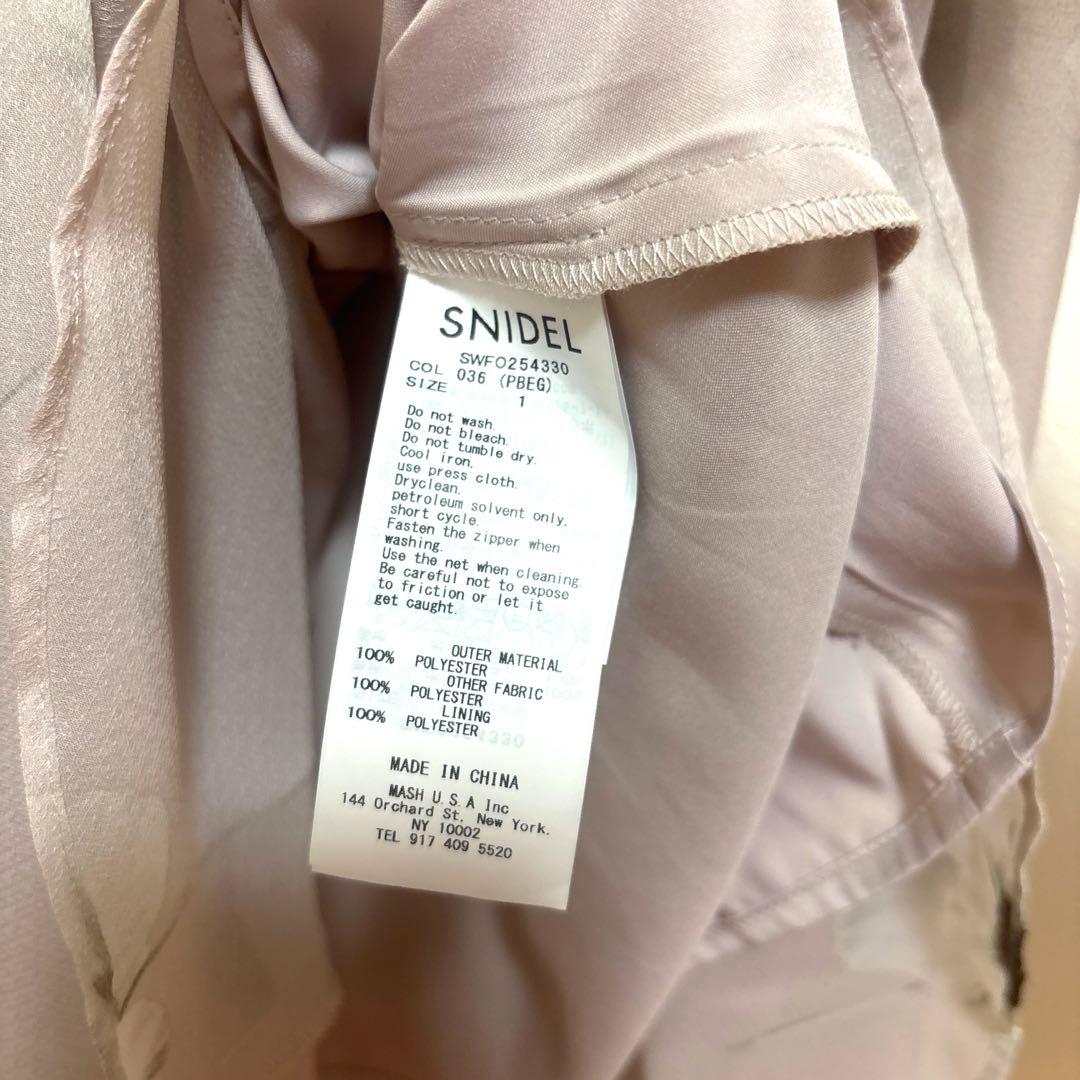 SNIDEL
SWFO254330
COL 036 (PBEG)
SIZE 1
Do not wash.
Do not bleach.
Do not tumble dry.
Cool iron,
use press cloth.
Dryclean,
petroleum solvent only.
short cycle.
Fasten the zipper when
washing.
Use the net when cleaning
Be careful not to expose
to friction or let it
get caught.
OUTER MATERIAL
100% POLYESTER
OTHER FABRIC
100% POLYESTER
LINING
100% POLYESTER
MADE IN CHINA
MASH U.S.A Inc
144 Orchard St, New York.
NY 10002
TEL 917 409 5520